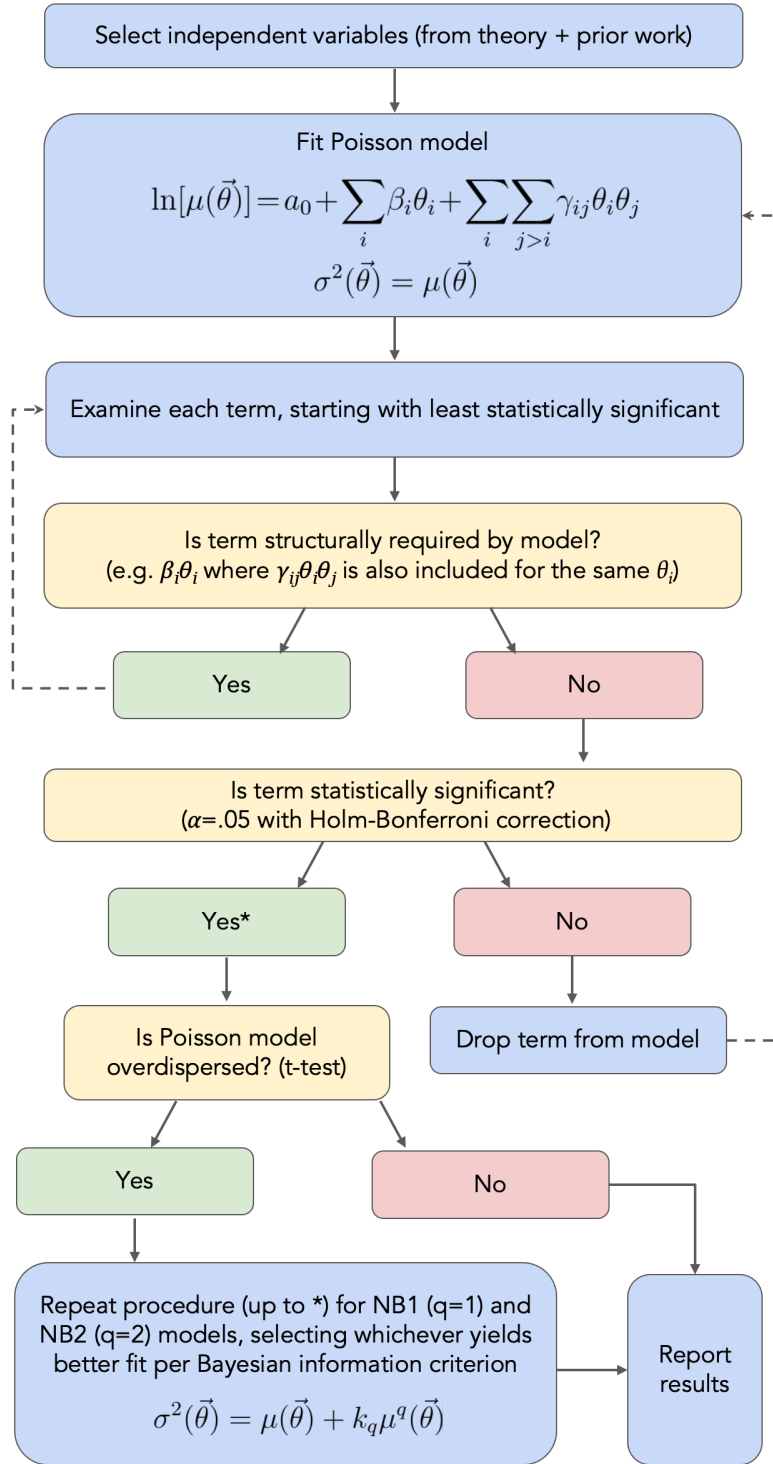 Select independent variables (from theory + prior work)
Fit Poisson model
ln[μ(θ⃗)] = a₀ + ∑ᵢ βᵢθᵢ + ∑ᵢ ∑ⱼ>ᵢ γᵢⱼθᵢθⱼ
σ²(θ⃗) = μ(θ⃗)
Examine each term, starting with least statistically significant
Is term structurally required by model?
(e.g. βᵢθᵢ where γᵢⱼθᵢθⱼ is also included for the same θᵢ)
Yes
No
Is term statistically significant?
(α=.05 with Holm-Bonferroni correction)
Yes*
No
Is Poisson model
overdispersed? (t-test)
Drop term from model
Yes
No
Repeat procedure (up to *) for NB1 (q=1) and
NB2 (q=2) models, selecting whichever yields
better fit per Bayesian information criterion
σ²(θ⃗) = μ(θ⃗) + k_q μ^q(θ⃗)
Report
results